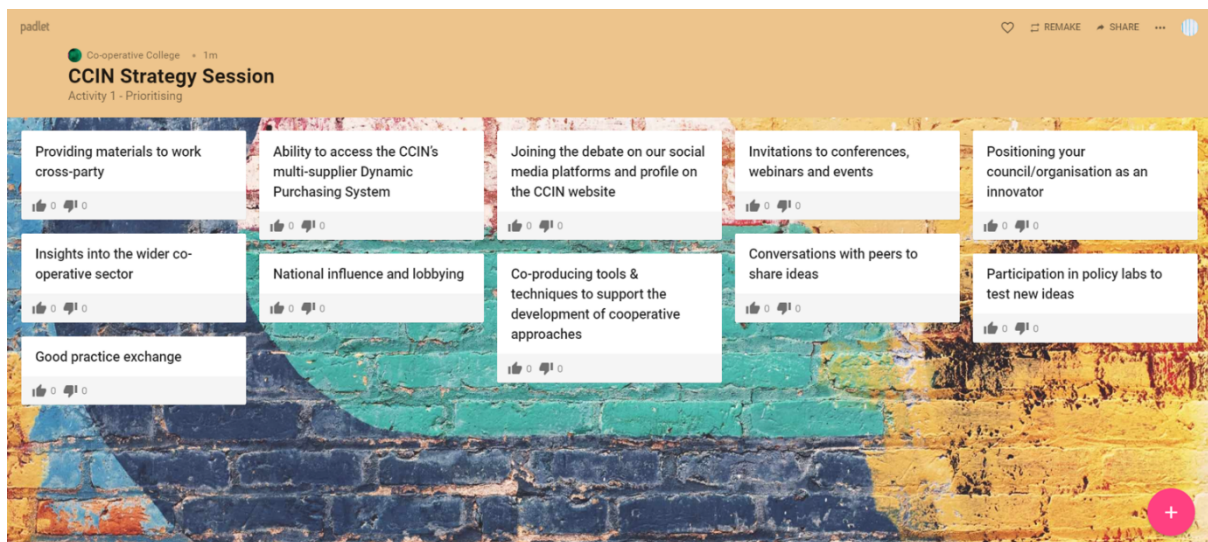 padlet
REMAKE
SHARE
Co-operative College • 1m
CCIN Strategy Session
Activity 1 - Prioritising
Providing materials to work
cross-party
0 0
Insights into the wider co-
operative sector
0 0
Good practice exchange
0 0
Ability to access the CCIN's
multi-supplier Dynamic
Purchasing System
0 0
National influence and lobbying
0 0
Joining the debate on our social
media platforms and profile on
the CCIN website
0 0
Co-producing tools &
techniques to support the
development of cooperative
approaches
0 0
Invitations to conferences,
webinars and events
0 0
Conversations with peers to
share ideas
0 0
Positioning your
council/organisation as an
innovator
0 0
Participation in policy labs to
test new ideas
0 0